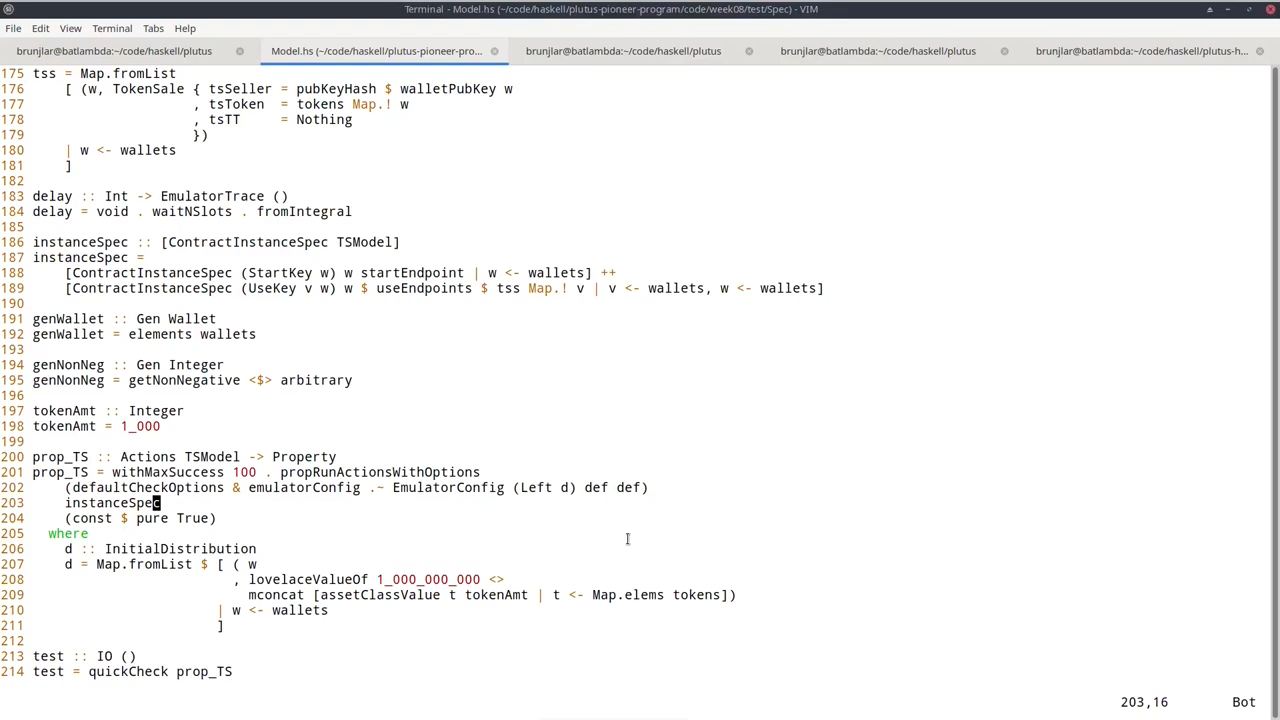 Terminal - Model.hs (~/code/haskell/plutus-pioneer-program/code/week08/test/Spec) - VIM
File Edit View Terminal Tabs Help
brunjlar@batlambda:~/code/haskell/plutus Model.hs (~/code/haskell/plutus-pioneer-pro... brunjlar@batlambda:~/code/haskell/plutus brunjlar@batlambda:~/code/haskell/plutus brunjlar@batlambda:~/code/haskell/plutus-h...
175 tss = Map.fromList
176     [ (w, TokenSale { tsSeller = pubKeyHash $ walletPubKey w
177                     , tsToken  = tokens Map.! w
178                     , tsTT     = Nothing
179                     })
180     | w <- wallets
181     ]
182
183 delay :: Int -> EmulatorTrace ()
184 delay = void . waitNSlots . fromIntegral
185
186 instanceSpec :: [ContractInstanceSpec TSModel]
187 instanceSpec =
188     [ContractInstanceSpec (StartKey w) w startEndpoint | w <- wallets] ++
189     [ContractInstanceSpec (UseKey v w) w $ useEndpoints $ tss Map.! v | v <- wallets, w <- wallets]
190
191 genWallet :: Gen Wallet
192 genWallet = elements wallets
193
194 genNonNeg :: Gen Integer
195 genNonNeg = getNonNegative <$> arbitrary
196
197 tokenAmt :: Integer
198 tokenAmt = 1_000
199
200 prop_TS :: Actions TSModel -> Property
201 prop_TS = withMaxSuccess 100 . propRunActionsWithOptions
202     (defaultCheckOptions & emulatorConfig .~ EmulatorConfig (Left d) def def)
203     instanceSpec
204     (const $ pure True)
205   where
206     d :: InitialDistribution
207     d = Map.fromList $ [ ( w
208                          , lovelaceValueOf 1_000_000_000 <>
209                            mconcat [assetClassValue t tokenAmt | t <- Map.elems tokens])
210                        | w <- wallets
211                        ]
212
213 test :: IO ()
214 test = quickCheck prop_TS
203,16 Bot